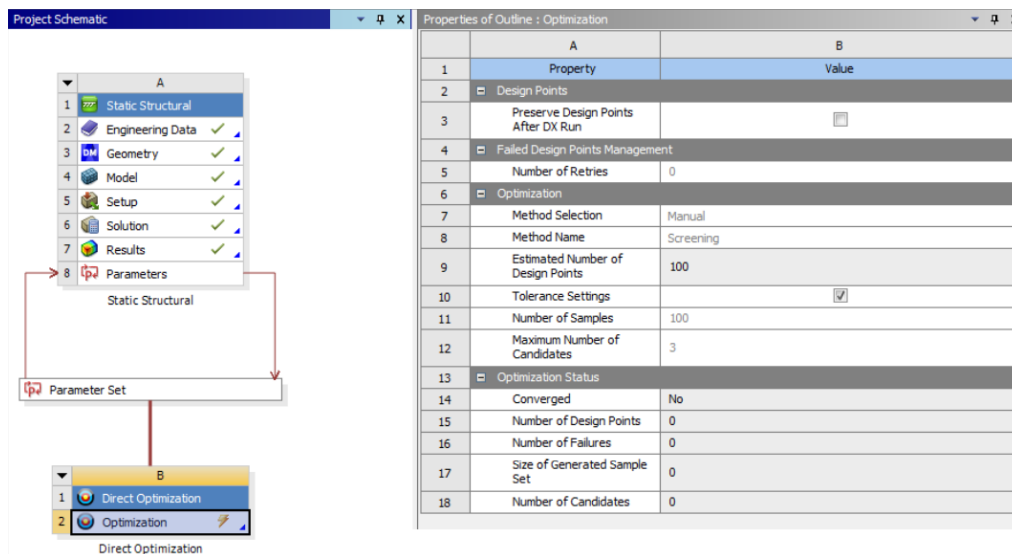 Project Schematic
A
1 Static Structural
2 Engineering Data
3 DM Geometry
4 Model
5 Setup
6 Solution
7 Results
8 Parameters
Static Structural
Parameter Set
B
1 Direct Optimization
2 Optimization
Direct Optimization
Properties of Outline : Optimization
A B
1 Property Value
2 Design Points
3 Preserve Design Points
After DX Run
4 Failed Design Points Management
5 Number of Retries 0
6 Optimization
7 Method Selection Manual
8 Method Name Screening
9 Estimated Number of
Design Points 100
10 Tolerance Settings
11 Number of Samples 100
12 Maximum Number of
Candidates 3
13 Optimization Status
14 Converged No
15 Number of Design Points 0
16 Number of Failures 0
17 Size of Generated Sample
Set 0
18 Number of Candidates 0